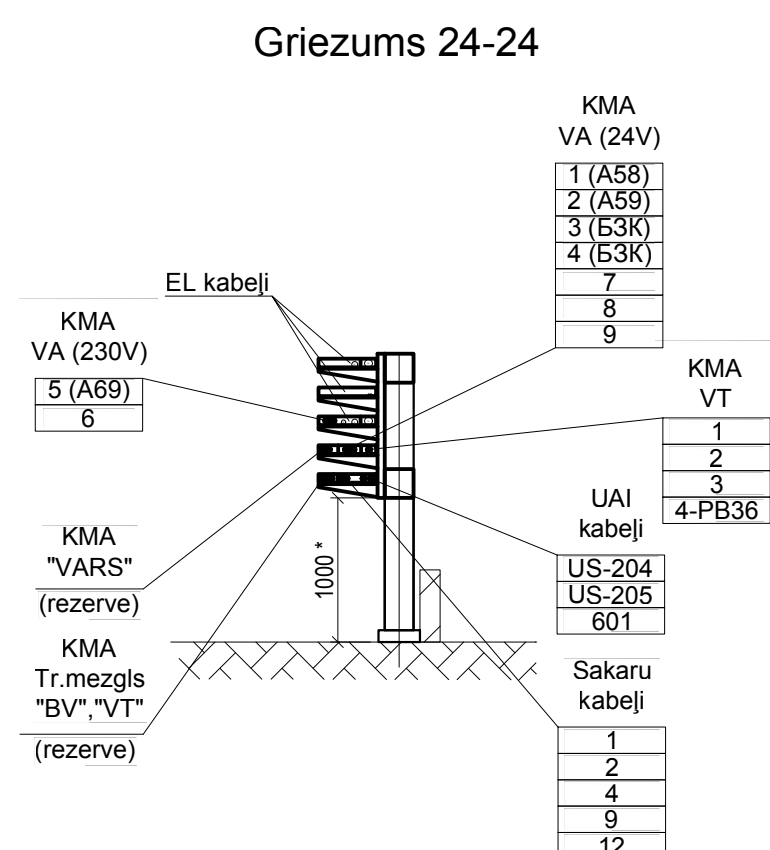 Griezums 24-24
KMA
VA (24V)
1 (A58)
2 (A59)
3 (БЗК)
4 (БЗК)
7
8
9
EL kabeļi
KMA
VA (230V)
5 (A69)
6
KMA
VT
1
2
3
4-PB36
KMA
"VARS"
(rezerve)
1000 *
UAI
kabeļi
US-204
US-205
601
KMA
Tr.mezgls
"BV","VT"
(rezerve)
Sakaru
kabeļi
1
2
4
9
12